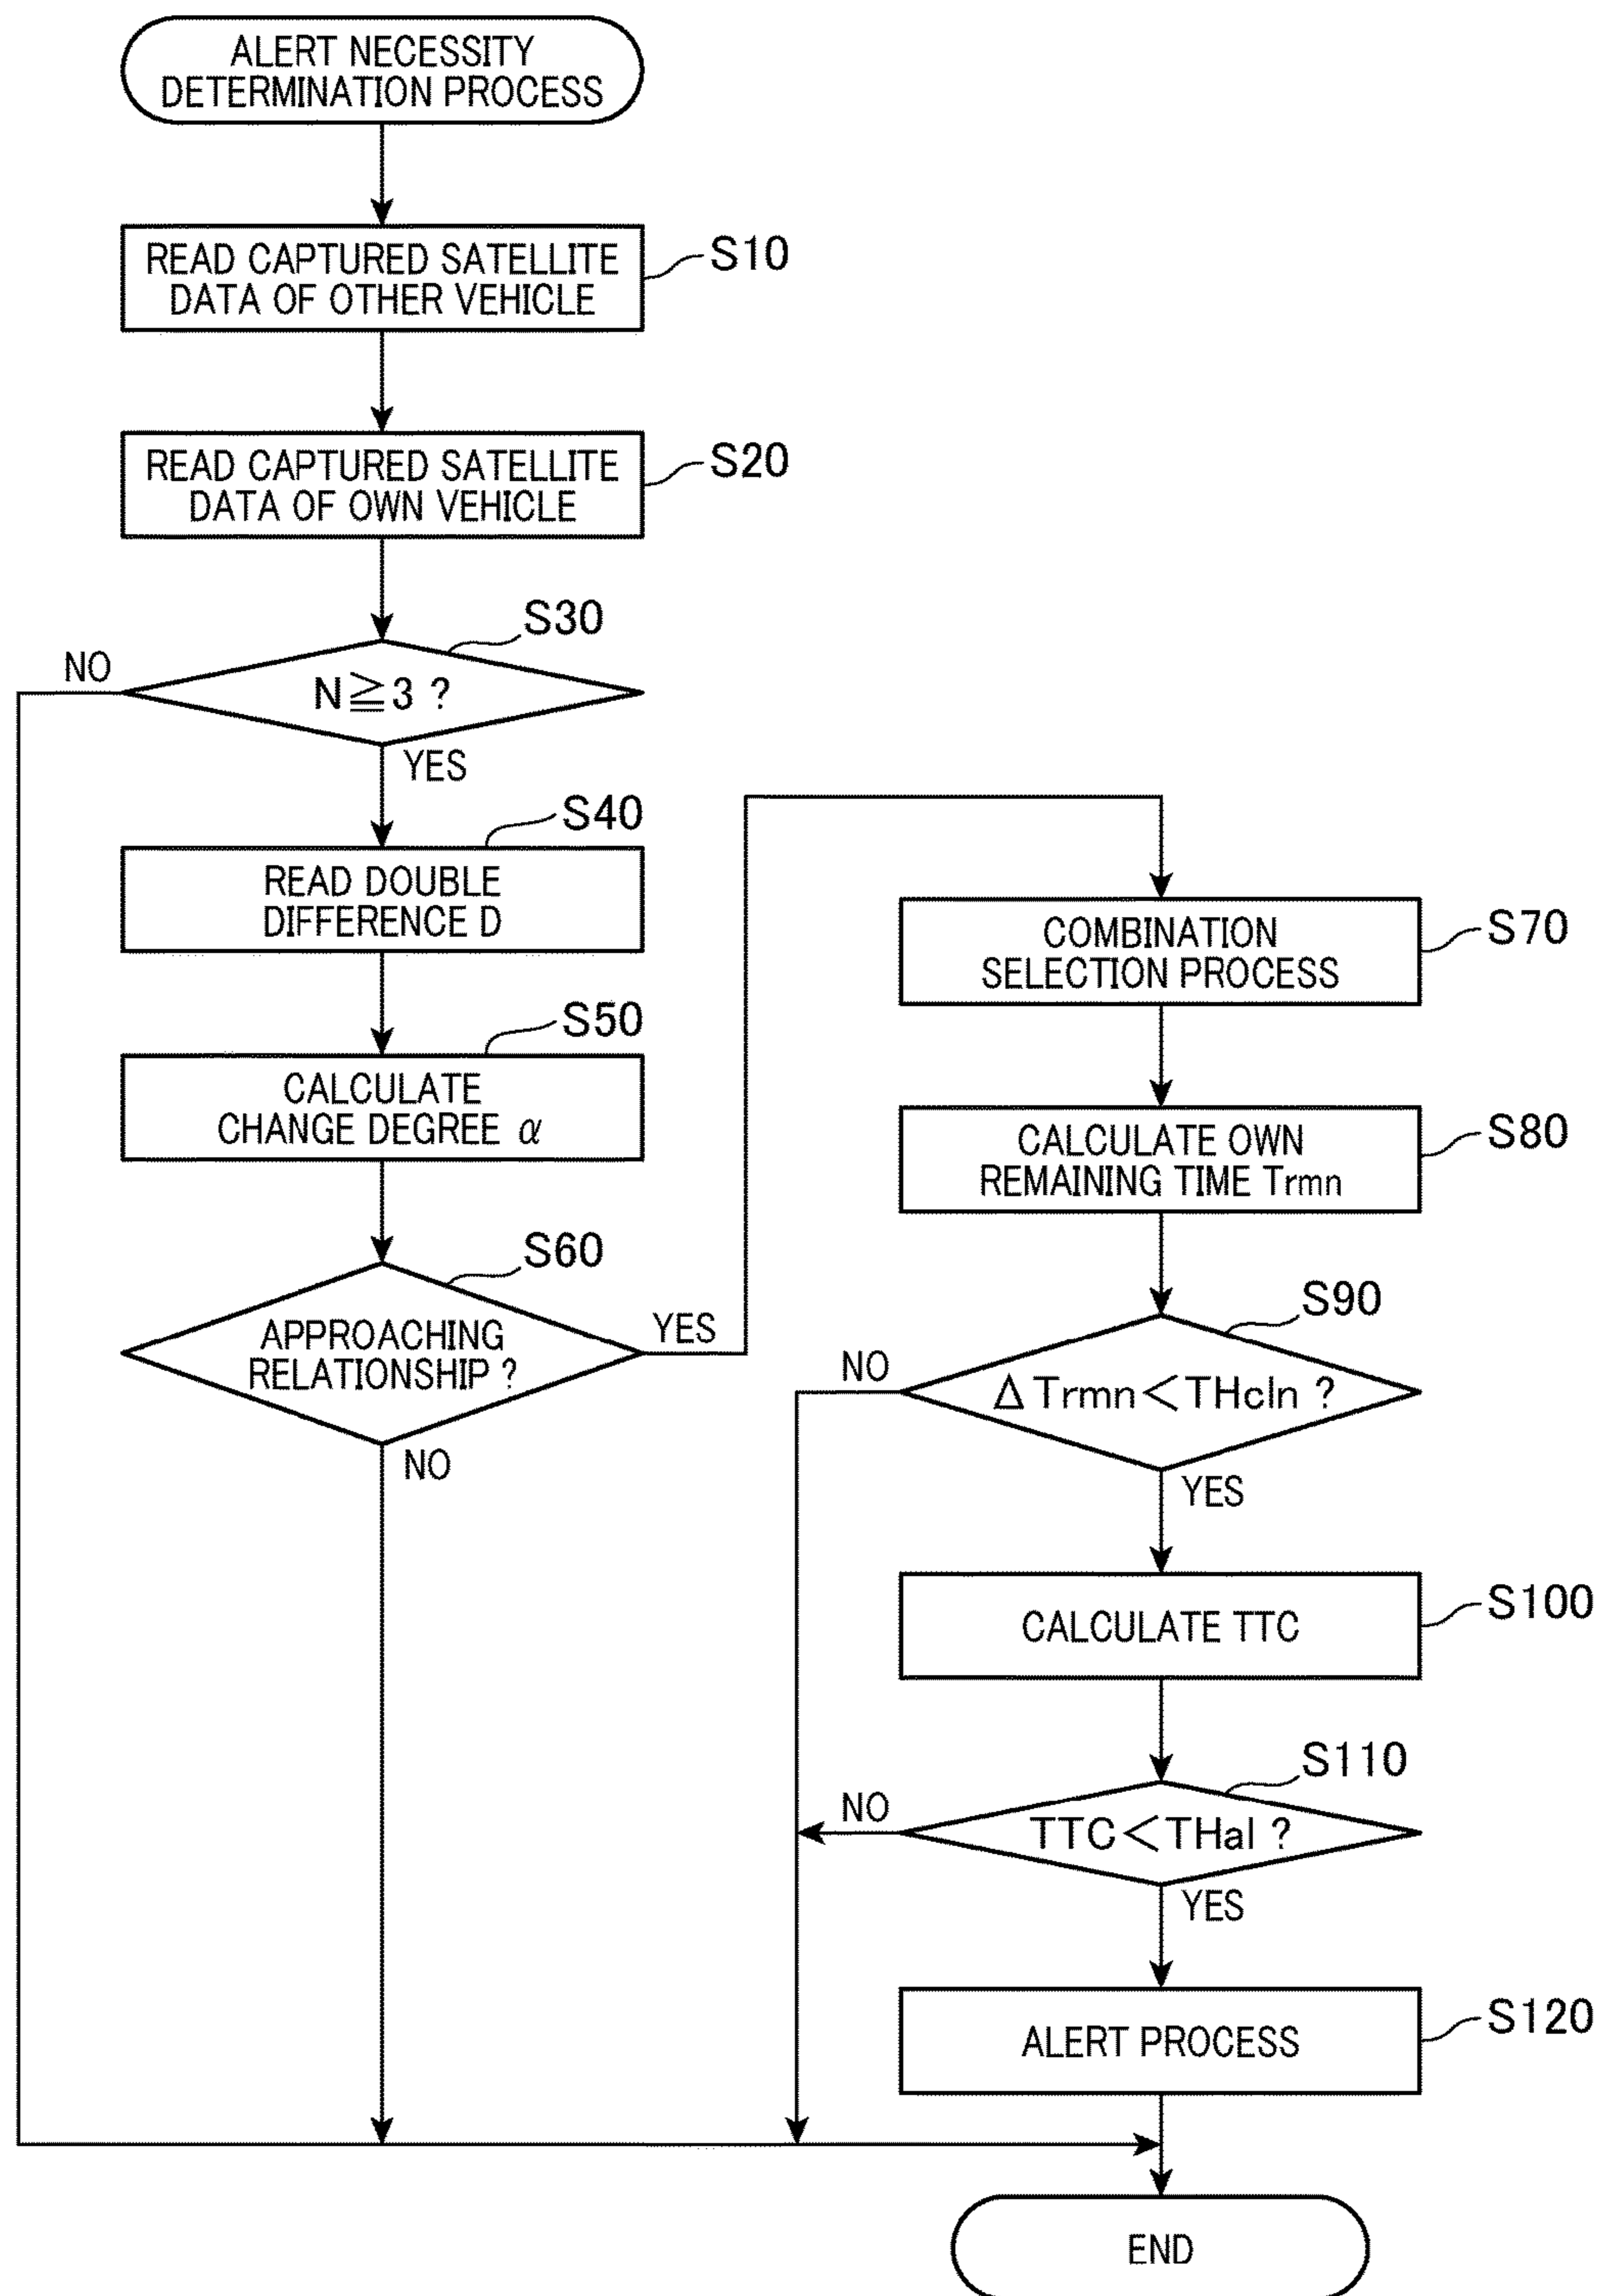 ALERT NECESSITY
DETERMINATION PROCESS
READ CAPTURED SATELLITE
DATA OF OTHER VEHICLE
S10
READ CAPTURED SATELLITE
DATA OF OWN VEHICLE
S20
S30
NO
N≧3 ?
YES
S40
READ DOUBLE
DIFFERENCE D
S50
CALCULATE
CHANGE DEGREE α
S60
APPROACHING
RELATIONSHIP ?
YES
NO
COMBINATION
SELECTION PROCESS
S70
CALCULATE OWN
REMAINING TIME Trmn
S80
S90
NO
Δ Trmn<THcln ?
YES
CALCULATE TTC
S100
S110
NO
TTC<THal ?
YES
ALERT PROCESS
S120
END